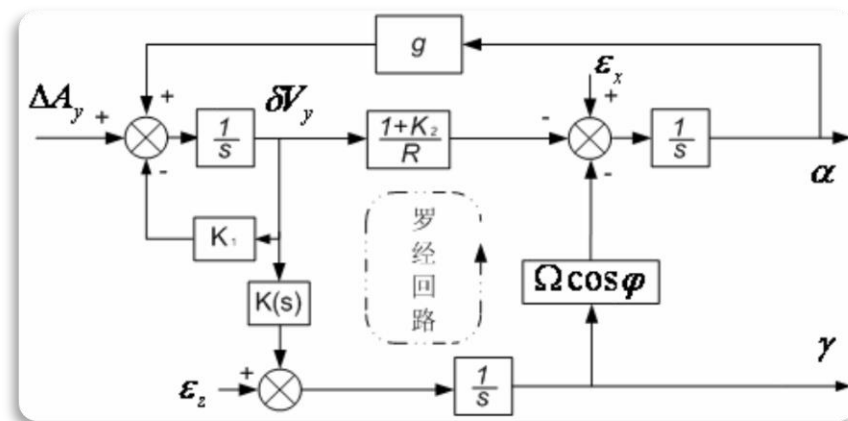 g
ΔA_y
+
+
-
1/s
δV_y
1+K_2/R
-
ε_x
+
-
1/s
α
K_1
罗
经
回
路
Ωcosφ
K(s)
ε_z
+
1/s
γ